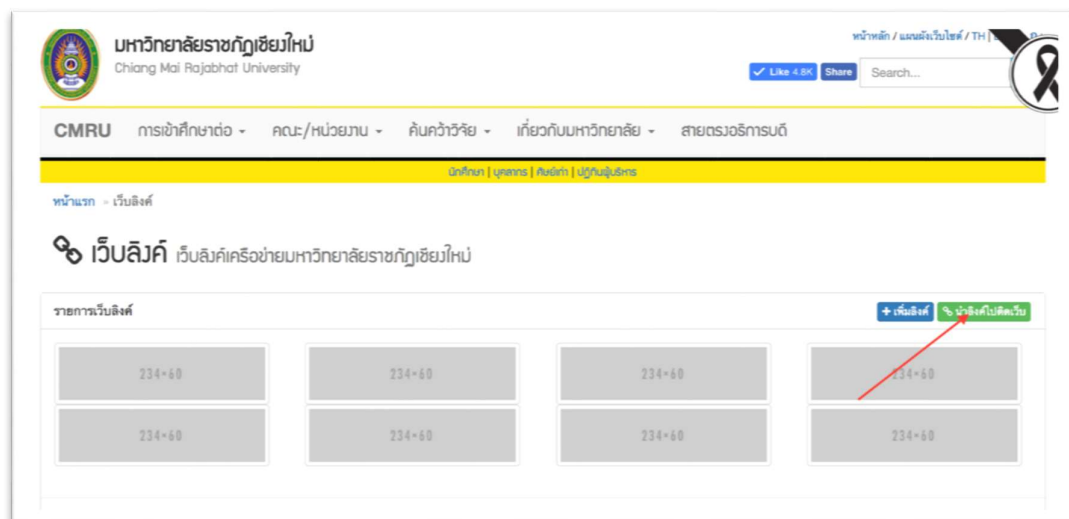 มหาวิทยาลัยราชภัฏเชียงใหม่
Chiang Mai Rajabhat University
หน้าหลัก / แผนผังเว็บไซต์ / TH |
Like 4.8K Share Search...
CMRU การเข้าศึกษาต่อ คณะ/หน่วยงาน ค้นคว้าวิจัย เกี่ยวกับมหาวิทยาลัย สายตรงอธิการบดี
นักศึกษา | บุคลากร | ศิษย์เก่า | ปฏิทินผู้บริหาร
หน้าแรก » เว็บลิงค์
เว็บลิงค์ เว็บลิงค์เครือข่ายมหาวิทยาลัยราชภัฏเชียงใหม่
รายการเว็บลิงค์ + เพิ่มลิงค์ นำลิงค์ไปติดเว็บ
234×60 234×60 234×60 234×60
234×60 234×60 234×60 234×60